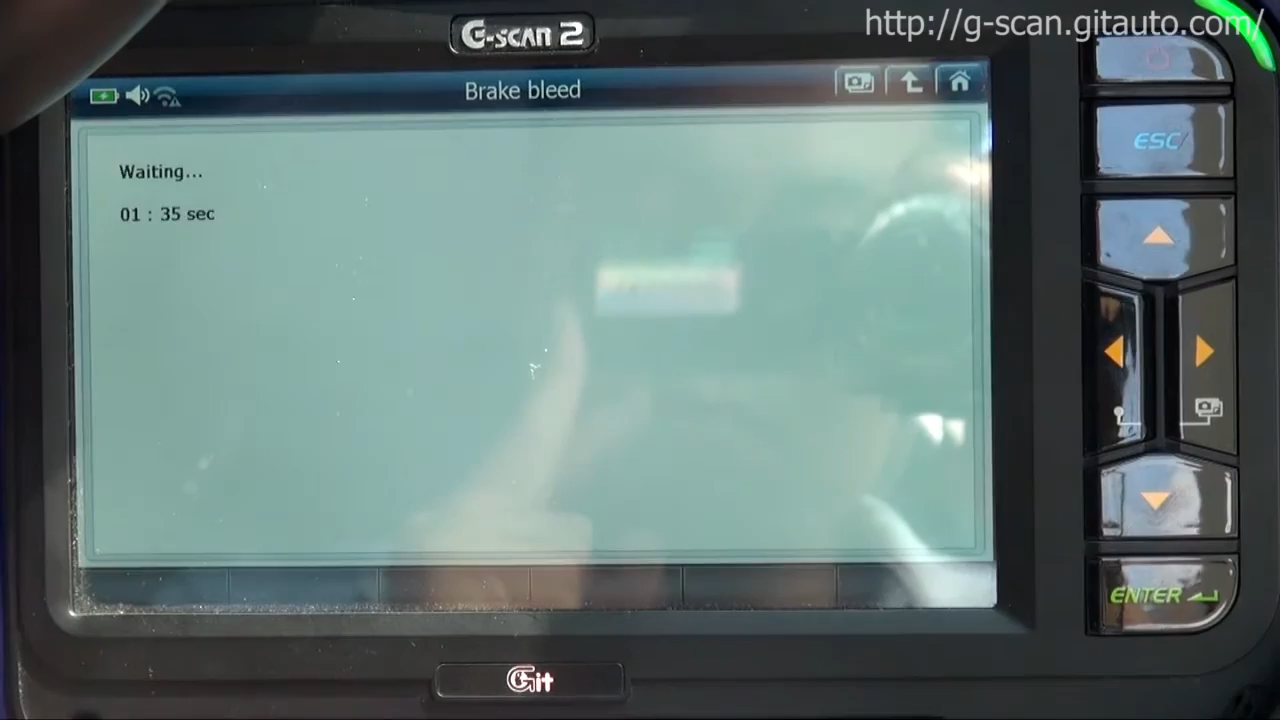 http://g-scan.gitauto.com/
G-SCAN 2
Brake bleed
Waiting...
01 : 35 sec
ESC
ENTER
Git